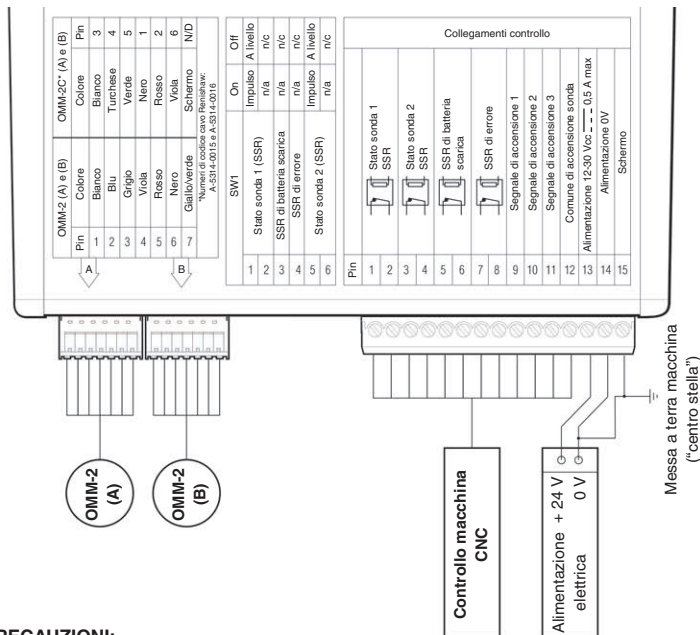 OMM-2 (A) e (B) OMM-2C* (A) e (B)
Pin Colore Colore Pin
1 Bianco Bianco 3
2 Blu Turchese 4
3 Grigio Verde 5
4 Viola Nero 1
5 Rosso Rosso 2
6 Nero Viola 6
7 Giallo/verde Schermo N/D
*Numeri di codice cavo Renishaw:
A-5314-0015 e A-5314-0016
A
B
SW1 On Off
1 Stato sonda 1 (SSR) Impulso A livello
2 n/a n/c
3 SSR di batteria scarica n/a n/c
4 SSR di errore n/a n/c
5 Stato sonda 2 (SSR) Impulso A livello
6 n/a n/c
Pin Collegamenti controllo
1 Stato sonda 1
2 SSR
3 Stato sonda 2
4 SSR
5 SSR di batteria
6 scarica
7 SSR di errore
8
9 Segnale di accensione 1
10 Segnale di accensione 2
11 Segnale di accensione 3
12 Comune di accensione sonda
13 Alimentazione 12-30 Vcc 0,5 A max
14 Alimentazione 0V
15 Schermo
OMM-2
(A)
OMM-2
(B)
Controllo macchina
CNC
Alimentazione + 24 V
elettrica 0 V
Messa a terra macchina
("centro stella")